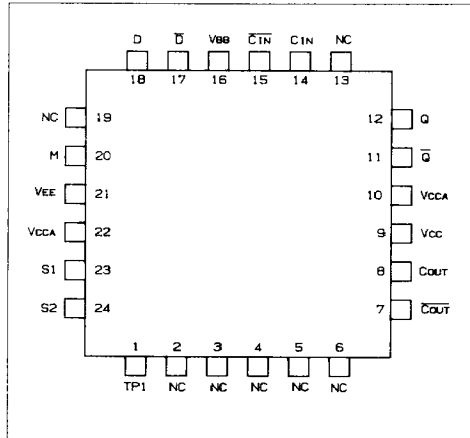 D D̅ VBB C̅I̅N̅ CIN NC
18 17 16 15 14 13
NC 19 12 Q
M 20 11 Q̅
VEE 21 10 VCCA
VCCA 22 9 VCC
S1 23 8 COUT
S2 24 7 C̅O̅U̅T̅
1 2 3 4 5 6
TP1 NC NC NC NC NC